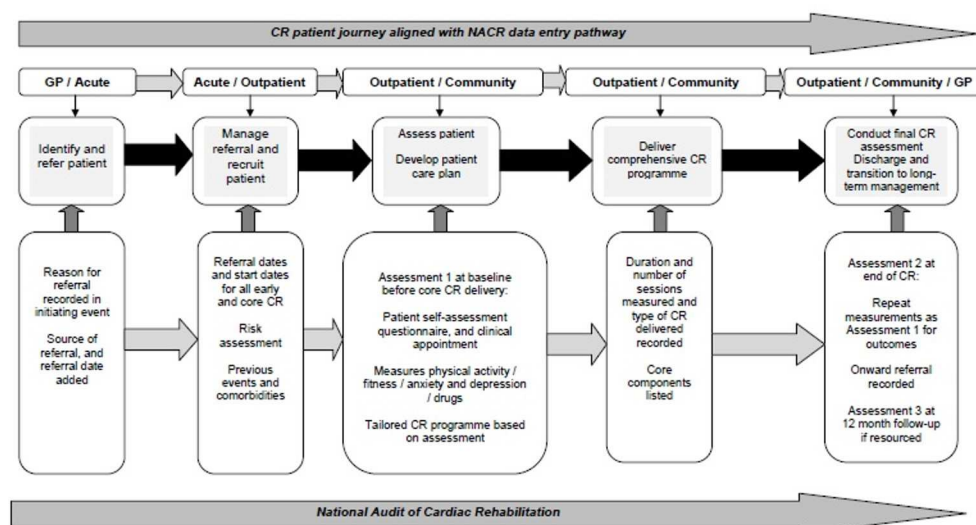 CR patient journey aligned with NACR data entry pathway
GP / Acute
Acute / Outpatient
Outpatient / Community
Outpatient / Community
Outpatient / Community / GP
Identify and
refer patient
Manage
referral and
recruit
patient
Assess patient
Develop patient
care plan
Deliver
comprehensive CR
programme
Conduct final CR
assessment
Discharge and
transition to long-
term management
Reason for
referral
recorded in
initiating event
Source of
referral, and
referral date
added
Referral dates
and start dates
for all early
and core CR
Risk
assessment
Previous
events and
comorbidities
Assessment 1 at baseline
before core CR delivery:
Patient self-assessment
questionnaire, and clinical
appointment
Measures physical activity /
fitness / anxiety and depression
/ drugs
Tailored CR programme based
on assessment
Duration and
number of
sessions
measured and
type of CR
delivered
recorded
Core
components
listed
Assessment 2 at
end of CR:
Repeat
measurements as
Assessment 1 for
outcomes
Onward referral
recorded
Assessment 3 at
12 month follow-up
if resourced
National Audit of Cardiac Rehabilitation